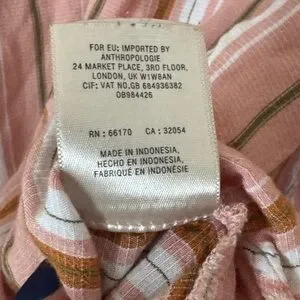 FOR EU: IMPORTED BY
ANTHROPOLOGIE
24 MARKET PLACE, 3RD FLOOR,
LONDON, UK W1W8AN
CIF: VAT NO.GB 684936382
OB984426
RN : 66170 CA : 32054
MADE IN INDONESIA,
HECHO EN INDONESIA,
FABRIQUÉ EN INDONÉSIE